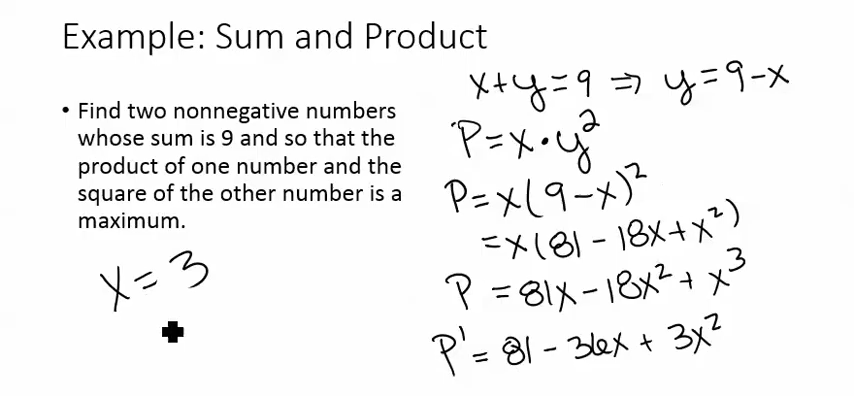 Example: Sum and Product
• Find two nonnegative numbers
whose sum is 9 and so that the
product of one number and the
square of the other number is a
maximum.
x = 3
x+y=9 ⇒ y=9-x
P=x·y²
P=x(9-x)²
=x(81-18x+x²)
P = 81x-18x²+x³
P' = 81-36x+3x²